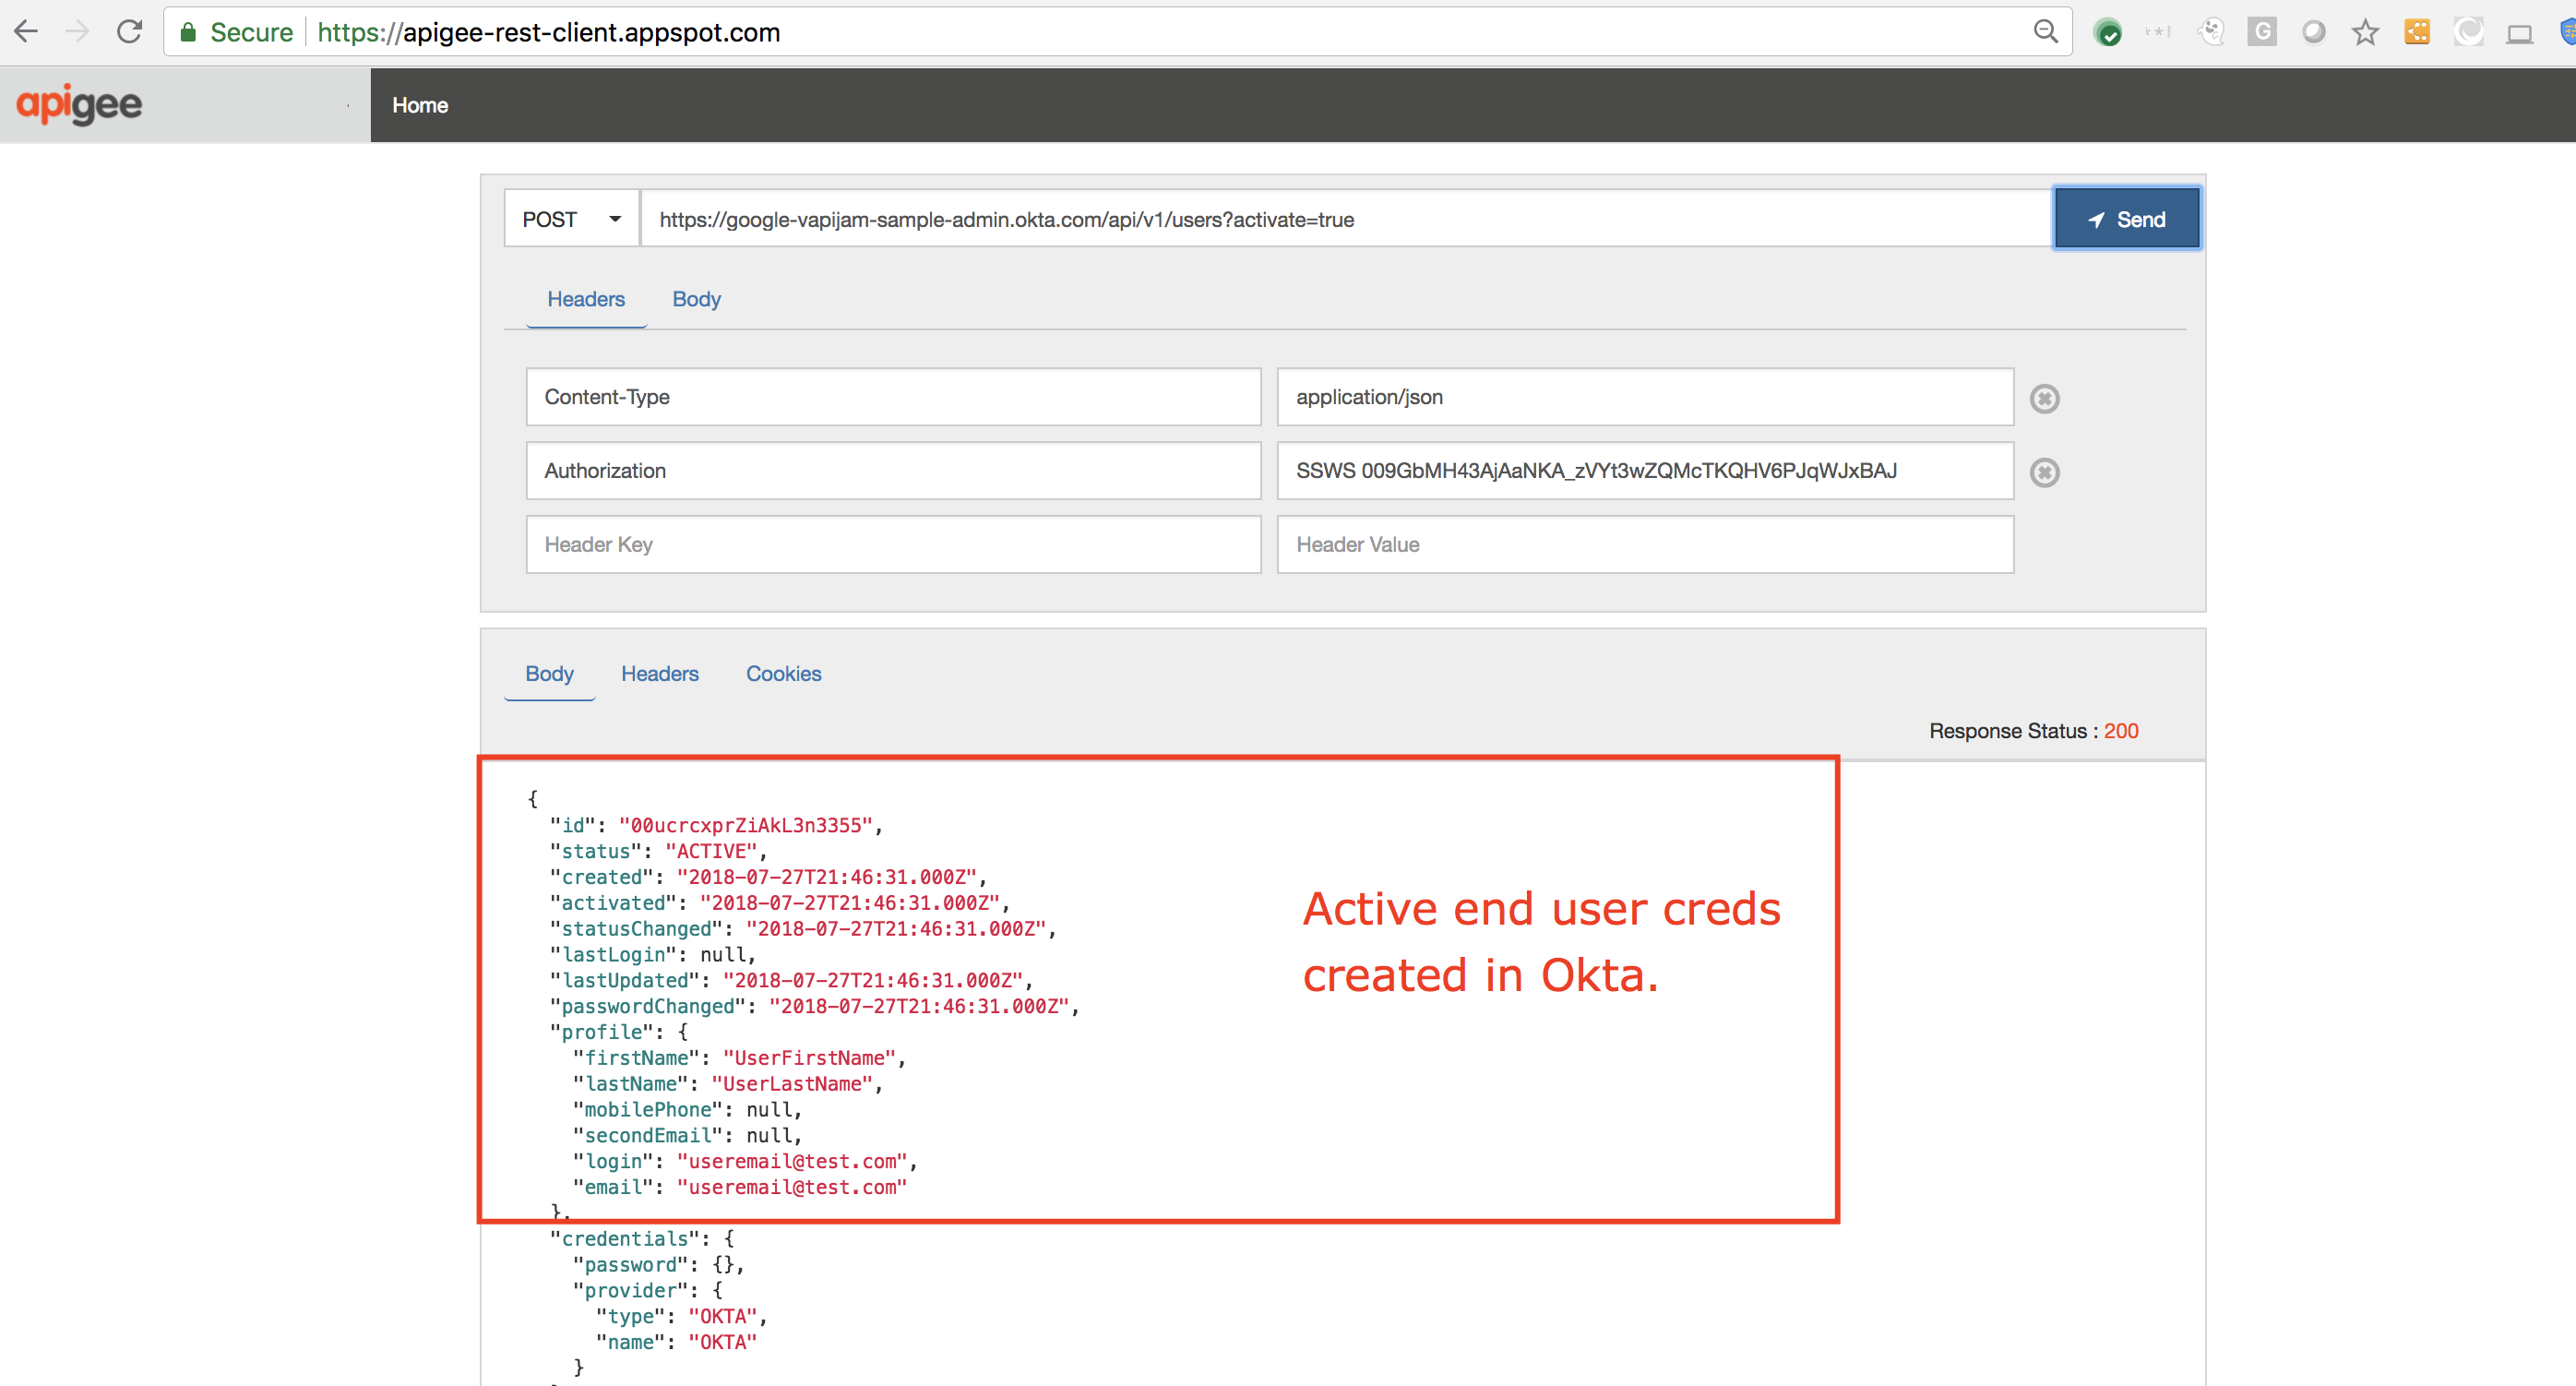 Secure https://apigee-rest-client.appspot.com
apigee Home
POST https://google-vapijam-sample-admin.okta.com/api/v1/users?activate=true Send
Headers Body
Content-Type application/json
Authorization SSWS 009GbMH43AjAaNKA_zVYt3wZQMcTKQHV6PJqWJxBAJ
Header Key Header Value
Body Headers Cookies
Response Status : 200
{
"id": "00ucrcxprZiAkL3n3355",
"status": "ACTIVE",
"created": "2018-07-27T21:46:31.000Z",
"activated": "2018-07-27T21:46:31.000Z",
"statusChanged": "2018-07-27T21:46:31.000Z",
"lastLogin": null,
"lastUpdated": "2018-07-27T21:46:31.000Z",
"passwordChanged": "2018-07-27T21:46:31.000Z",
"profile": {
"firstName": "UserFirstName",
"lastName": "UserLastName",
"mobilePhone": null,
"secondEmail": null,
"login": "useremail@test.com",
"email": "useremail@test.com"
},
Active end user creds
created in Okta.
"credentials": {
"password": {},
"provider": {
"type": "OKTA",
"name": "OKTA"
}